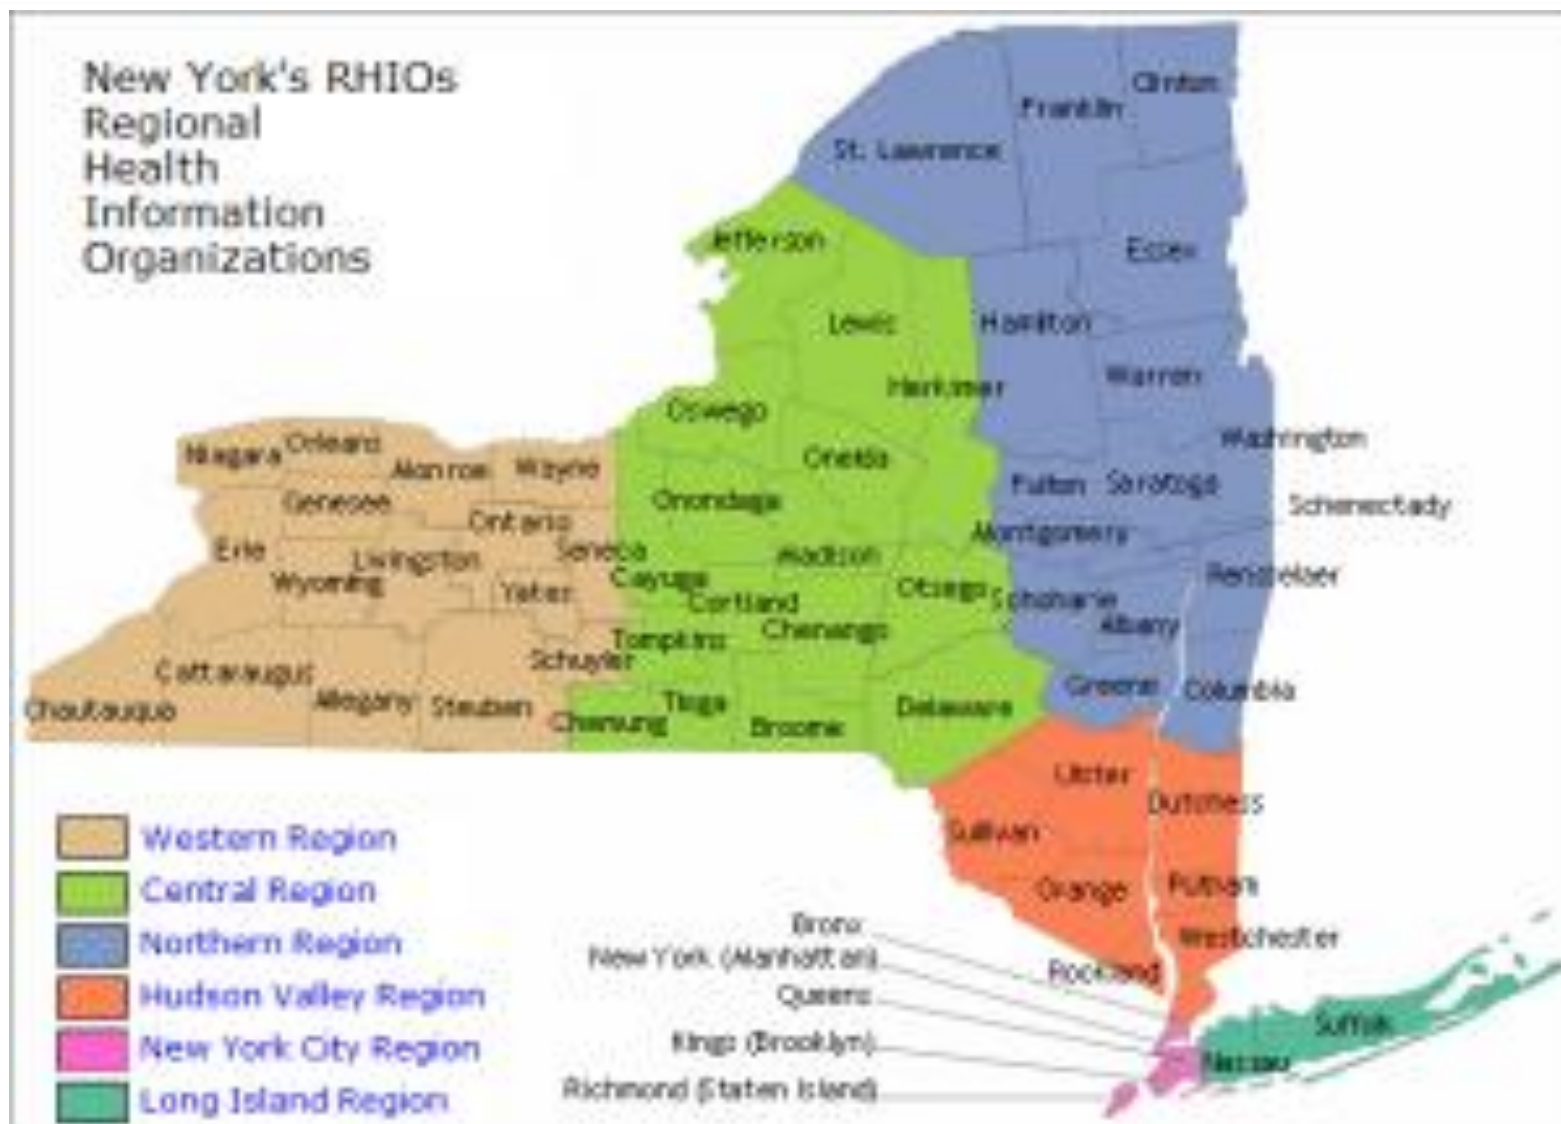 New York's RHIOs
Regional
Health
Information
Organizations
Clinton
Franklin
St. Lawrence
Jefferson
Essex
Lewis
Hamilton
Herkimer
Warren
Oswego
Washington
Niagara
Orleans
Monroe
Wayne
Oneida
Fulton
Saratoga
Genesee
Onondaga
Schenectady
Ontario
Montgomery
Erie
Livingston
Seneca
Madison
Wyoming
Yates
Cayuga
Cortland
Otsego
Schoharie
Rensselaer
Albany
Chenango
Tompkins
Schuyler
Cattaraugus
Greene
Columbia
Chautauqua
Allegany
Steuben
Chemung
Tioga
Broome
Delaware
Ulster
Dutchess
Sullivan
Orange
Putnam
Westchester
Rockland
Bronx
New York (Manhattan)
Queens
Kings (Brooklyn)
Richmond (Staten Island)
Suffolk
Nassau
Western Region
Central Region
Northern Region
Hudson Valley Region
New York City Region
Long Island Region